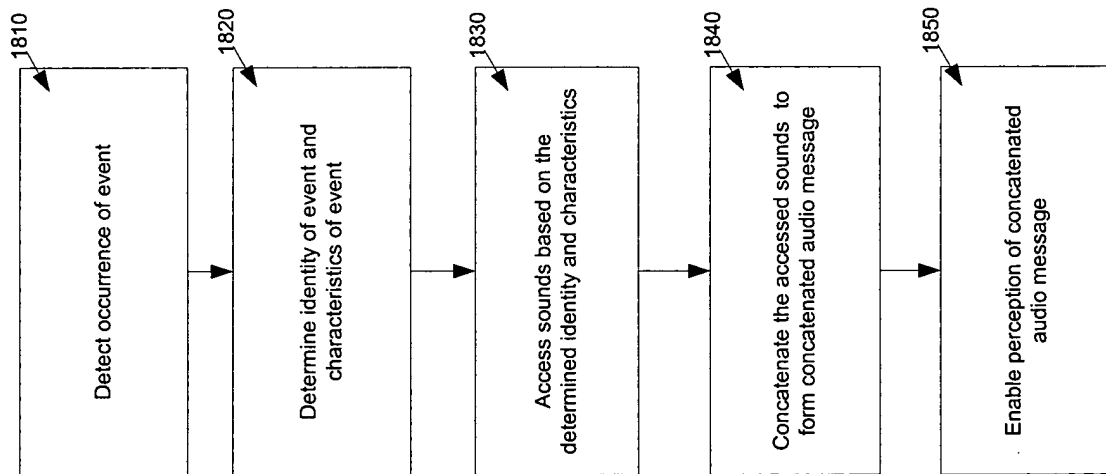 1810
Detect occurrence of event
1820
Determine identity of event and
characteristics of event
1830
Access sounds based on the
determined identity and characteristics
1840
Concatenate the accessed sounds to
form concatenated audio message
1850
Enable perception of concatenated
audio message